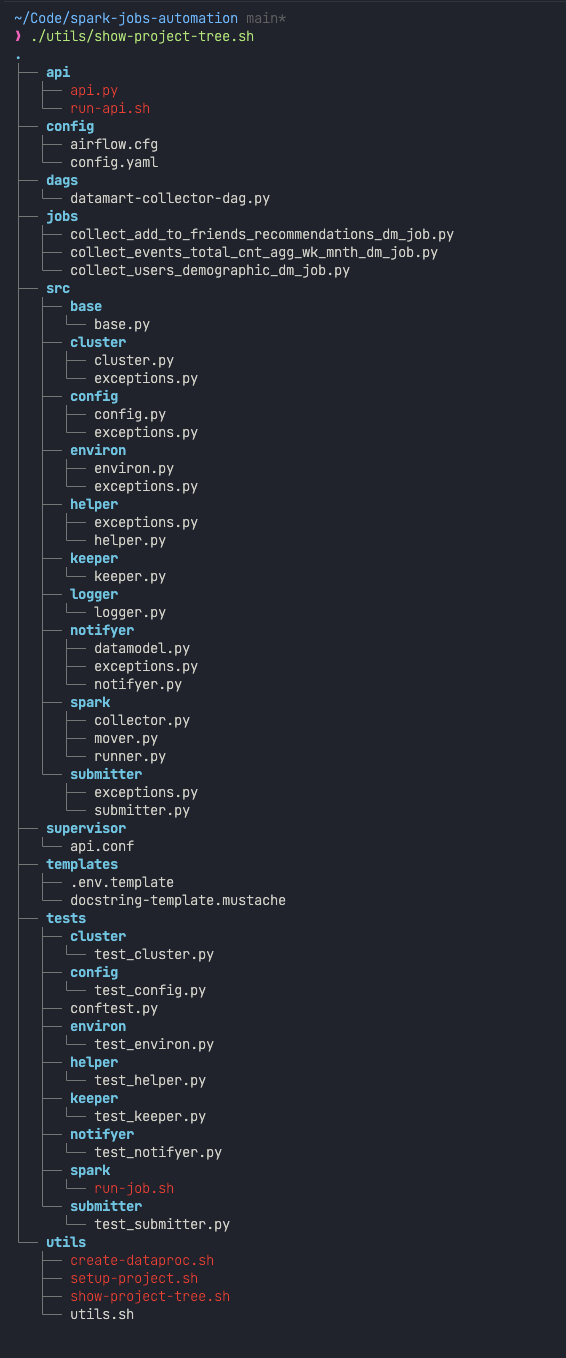 ~/Code/spark-jobs-automation main*
❯ ./utils/show-project-tree.sh
.
├── api
│   ├── api.py
│   └── run-api.sh
├── config
│   ├── airflow.cfg
│   └── config.yaml
├── dags
│   └── datamart-collector-dag.py
├── jobs
│   ├── collect_add_to_friends_recommendations_dm_job.py
│   ├── collect_events_total_cnt_agg_wk_mnth_dm_job.py
│   └── collect_users_demographic_dm_job.py
├── src
│   ├── base
│   │   └── base.py
│   ├── cluster
│   │   ├── cluster.py
│   │   └── exceptions.py
│   ├── config
│   │   ├── config.py
│   │   └── exceptions.py
│   ├── environ
│   │   ├── environ.py
│   │   └── exceptions.py
│   ├── helper
│   │   ├── exceptions.py
│   │   └── helper.py
│   ├── keeper
│   │   └── keeper.py
│   ├── logger
│   │   └── logger.py
│   ├── notifyer
│   │   ├── datamodel.py
│   │   ├── exceptions.py
│   │   └── notifyer.py
│   ├── spark
│   │   ├── collector.py
│   │   ├── mover.py
│   │   └── runner.py
│   └── submitter
│       ├── exceptions.py
│       └── submitter.py
├── supervisor
│   └── api.conf
├── templates
│   ├── .env.template
│   └── docstring-template.mustache
├── tests
│   ├── cluster
│   │   └── test_cluster.py
│   ├── config
│   │   └── test_config.py
│   ├── conftest.py
│   ├── environ
│   │   └── test_environ.py
│   ├── helper
│   │   └── test_helper.py
│   ├── keeper
│   │   └── test_keeper.py
│   ├── notifyer
│   │   └── test_notifyer.py
│   ├── spark
│   │   └── run-job.sh
│   └── submitter
│       └── test_submitter.py
└── utils
    ├── create-dataproc.sh
    ├── setup-project.sh
    ├── show-project-tree.sh
    └── utils.sh